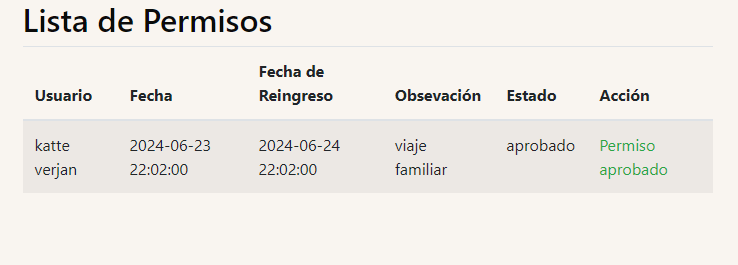 Lista de Permisos
Fecha de
Usuario Fecha Reingreso Obsevación Estado Acción
katte 2024-06-23 2024-06-24 viaje aprobado Permiso
verjan 22:02:00 22:02:00 familiar aprobado